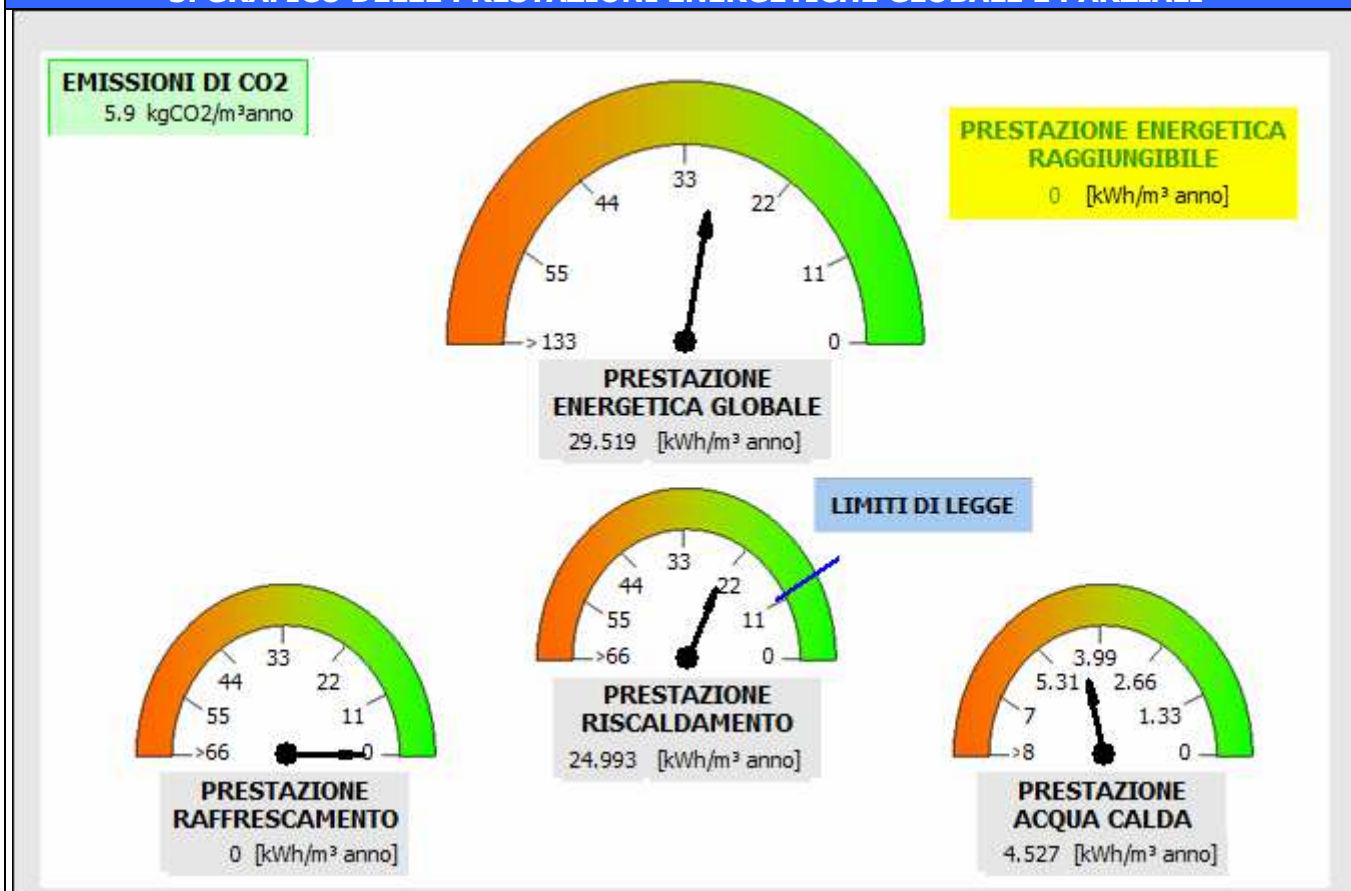 EMISSIONI DI CO2
5.9 kgCO2/m³anno
PRESTAZIONE ENERGETICA
RAGGIUNGIBILE
0 [kWh/m³ anno]
33
44
22
55
11
>133
0
PRESTAZIONE
ENERGETICA GLOBALE
29.519 [kWh/m³ anno]
LIMITI DI LEGGE
33
44
22
55
11
>66
0
PRESTAZIONE
RISCALDAMENTO
24.993 [kWh/m³ anno]
33
44
22
55
11
>66
0
PRESTAZIONE
RAFFRESCAMENTO
0 [kWh/m³ anno]
3.99
5.31
2.66
7
1.33
>8
0
PRESTAZIONE
ACQUA CALDA
4.527 [kWh/m³ anno]